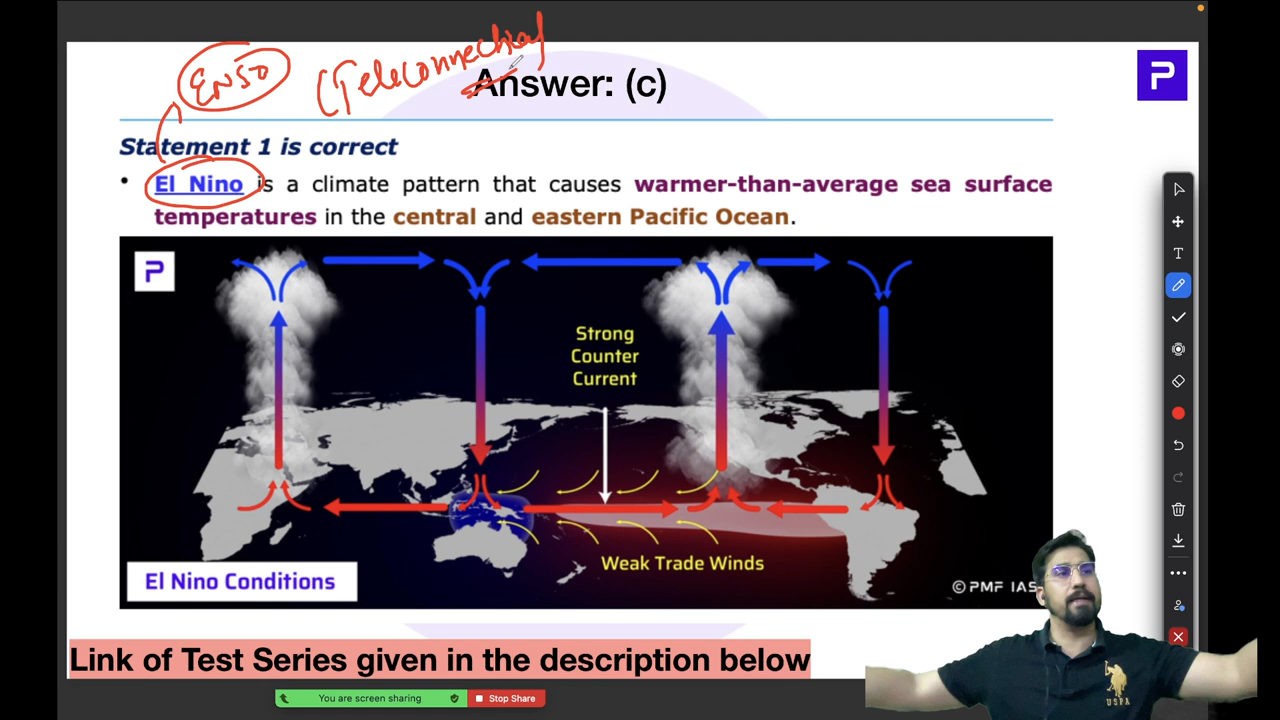 ENSO (Teleconnection)
Answer: (c)
P
Statement 1 is correct
• El Nino is a climate pattern that causes warmer-than-average sea surface
temperatures in the central and eastern Pacific Ocean.
P
Strong
Counter
Current
Weak Trade Winds
El Nino Conditions
© PMF IAS
Link of Test Series given in the description below
You are screen sharing
Stop Share
T
USPA